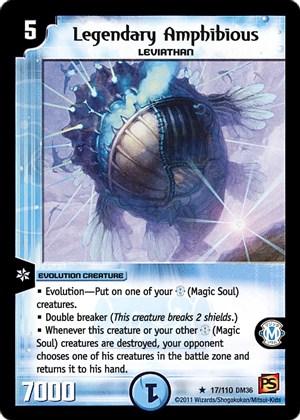 5
Legendary Amphibious
LEVIATHAN
EVOLUTION CREATURE
▪ Evolution—Put on one of your (Magic Soul)
creatures.
▪ Double breaker (This creature breaks 2 shields.)
▪ Whenever this creature or your other
creatures are destroyed, your opponent
chooses one of his creatures in the battle zone and
returns it to his hand.
7000
★ 17/110 DM36
©2011 Wizards/Shogakukan/Mitsui-Kids
PS